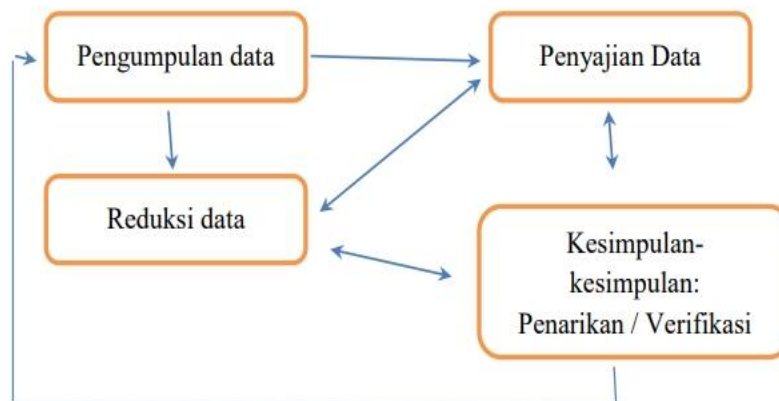 Pengumpulan data
Penyajian Data
Reduksi data
Kesimpulan-
kesimpulan:
Penarikan / Verifikasi